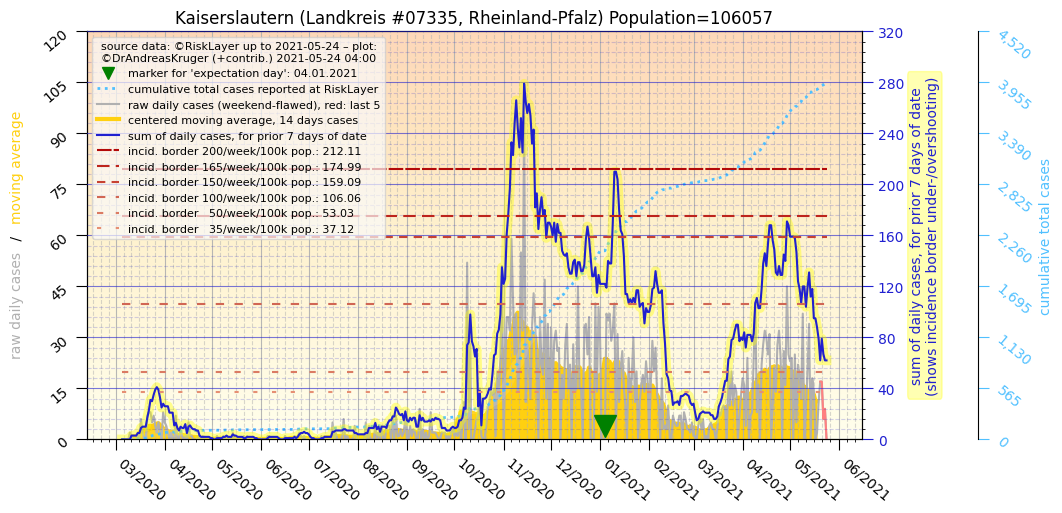 Kaiserslautern (Landkreis #07335, Rheinland-Pfalz) Population=106057
source data: ©RiskLayer up to 2021-05-24 – plot:
©DrAndreasKruger (+contrib.) 2021-05-24 04:00
marker for 'expectation day': 04.01.2021
cumulative total cases reported at RiskLayer
raw daily cases (weekend-flawed), red: last 5
centered moving average, 14 days cases
sum of daily cases, for prior 7 days of date
incid. border 200/week/100k pop.: 212.11
incid. border 165/week/100k pop.: 174.99
incid. border 150/week/100k pop.: 159.09
incid. border 100/week/100k pop.: 106.06
incid. border 50/week/100k pop.: 53.03
incid. border 35/week/100k pop.: 37.12
raw daily cases / moving average
120
105
90
75
60
45
30
15
0
03/2020
04/2020
05/2020
06/2020
07/2020
08/2020
09/2020
10/2020
11/2020
12/2020
01/2021
02/2021
03/2021
04/2021
05/2021
06/2021
320
280
240
200
160
120
80
40
0
sum of daily cases, for prior 7 days of date
(shows incidence border under-/overshooting)
4,520
3,955
3,390
2,825
2,260
1,695
1,130
565
0
cumulative total cases